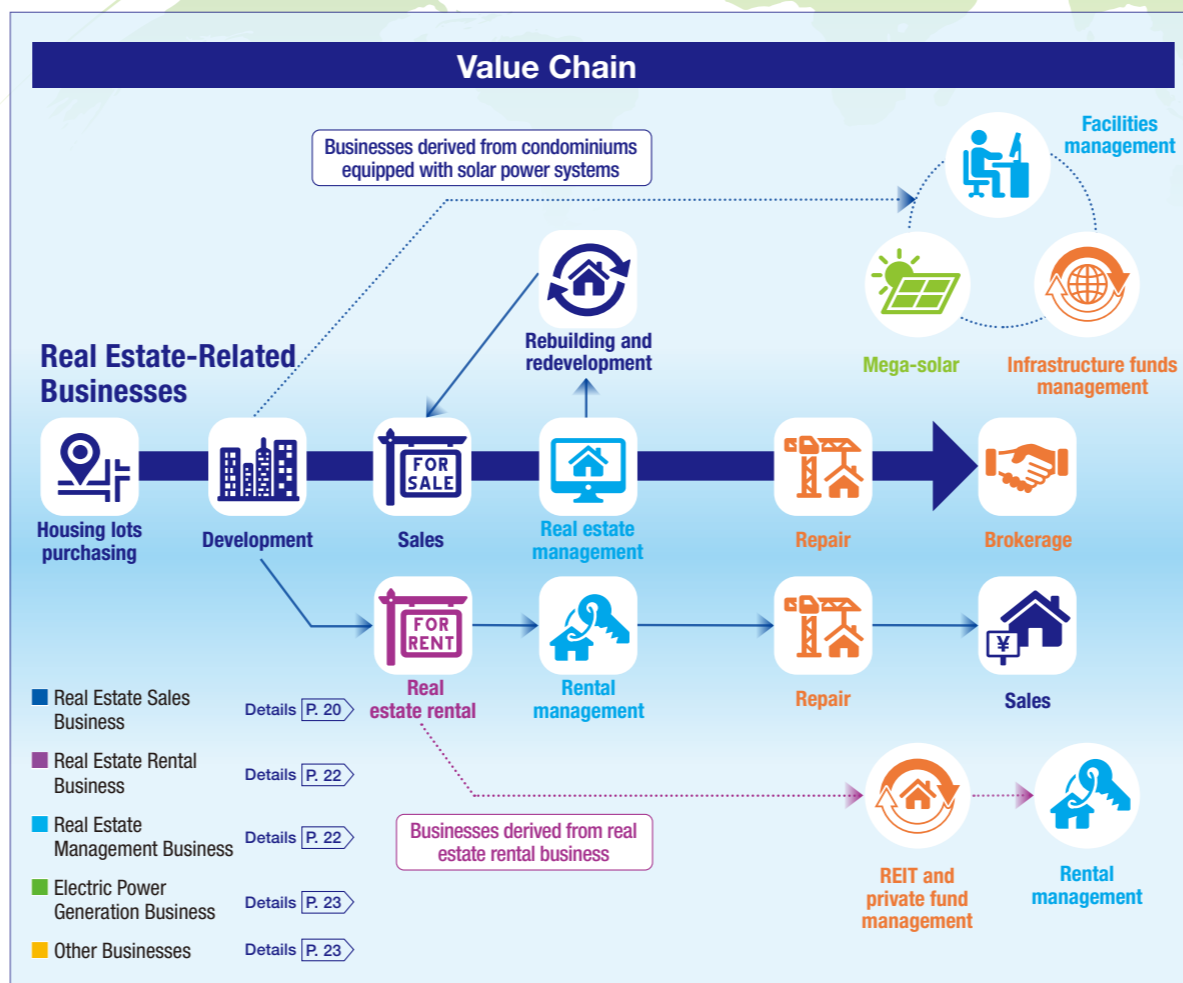 Value Chain
Businesses derived from condominiums
equipped with solar power systems
Facilities
management
Rebuilding and
redevelopment
Mega-solar
Infrastructure funds
management
Real Estate-Related
Businesses
FOR
SALE
Housing lots
purchasing
Development
Sales
Real estate
management
Repair
Brokerage
FOR
RENT
¥
Real
estate rental
Rental
management
Repair
Sales
Real Estate Sales
Business
Details P. 20
Real Estate Rental
Business
Details P. 22
Real Estate
Management Business
Details P. 22
Electric Power
Generation Business
Details P. 23
Other Businesses
Details P. 23
Businesses derived from real
estate rental business
REIT and
private fund
management
Rental
management